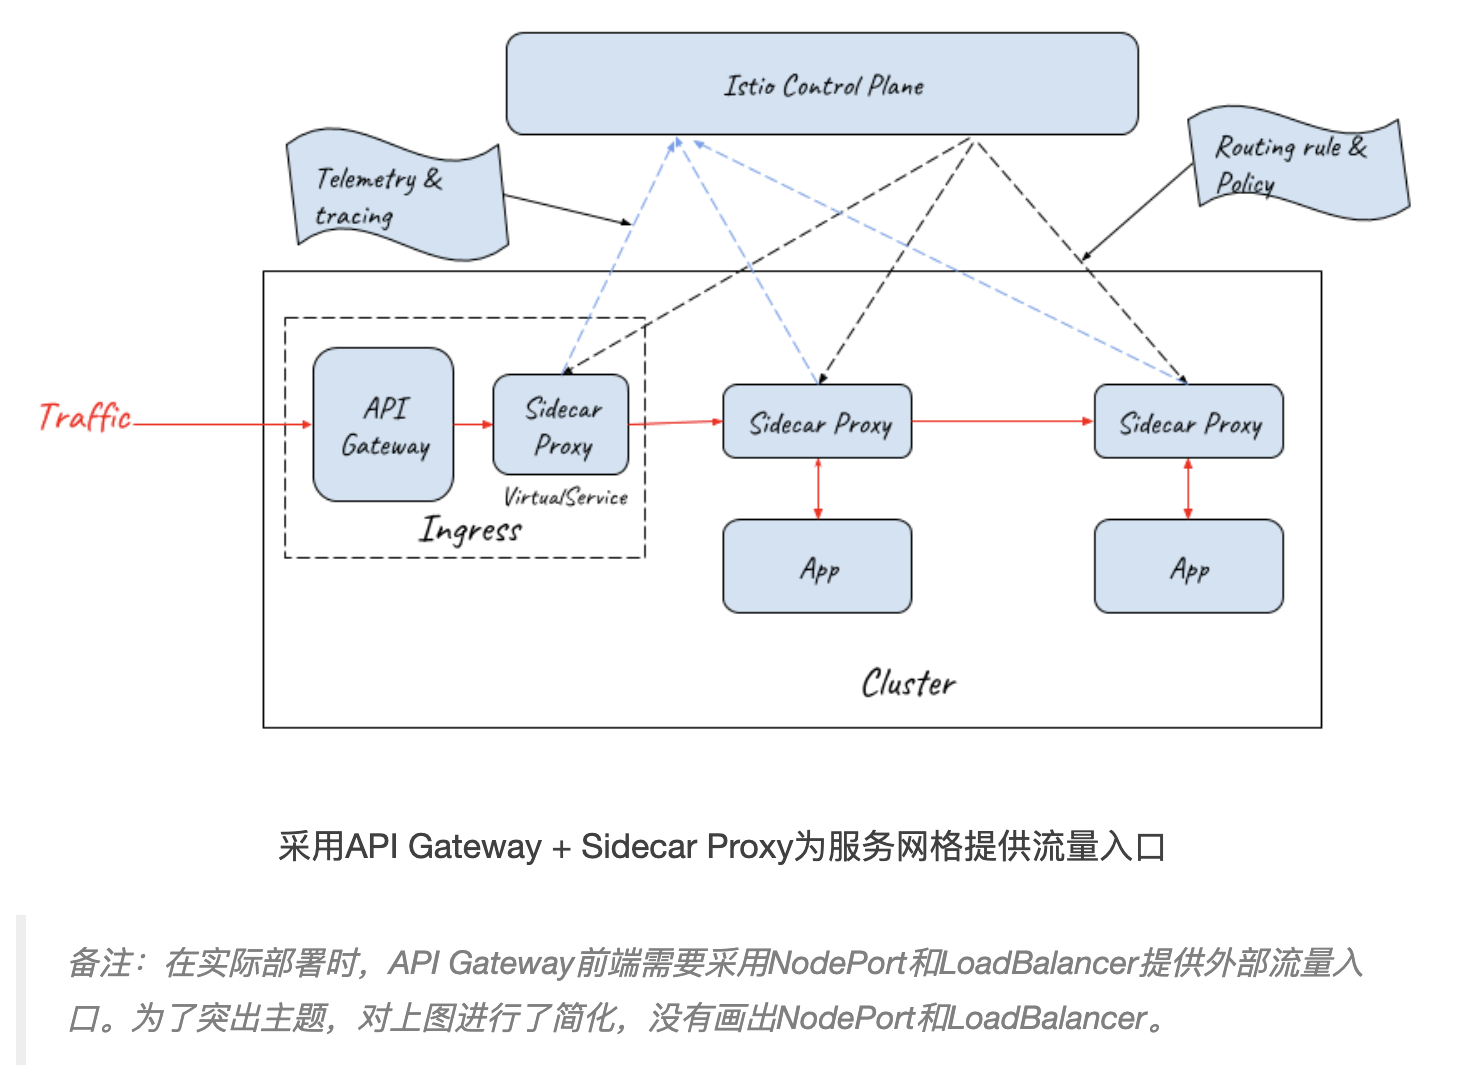 Istio Control Plane
Telemetry &
tracing
Routing rule &
Policy
Traffic
API
Gateway
Sidecar
Proxy
VirtualService
Ingress
Sidecar Proxy
App
Sidecar Proxy
App
Cluster
采用API Gateway + Sidecar Proxy为服务网格提供流量入口
备注：在实际部署时，API Gateway前端需要采用NodePort和LoadBalancer提供外部流量入
口。为了突出主题，对上图进行了简化，没有画出NodePort和LoadBalancer。